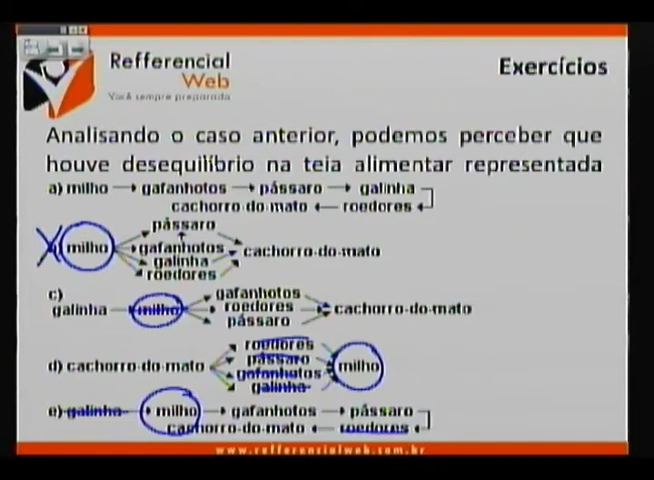 Refferencial
Web
Você sempre preparado
Exercícios
Analisando o caso anterior, podemos perceber que
houve desequilíbrio na teia alimentar representada
a) milho → gafanhotos → pássaro → galinha
cachorro-do-mato ← roedores ←
pássaro
milho → gafanhotos cachorro-do-mato
galinha
roedores
c)
gafanhotos
galinha → milho → roedores → cachorro-do-mato
pássaro
roedores
pássaro
d) cachorro-do-mato milho
gafanhotos
galinha
e) galinha → milho → gafanhotos → pássaro
cachorro-do-mato ← roedores ←
www.refferencialweb.com.br